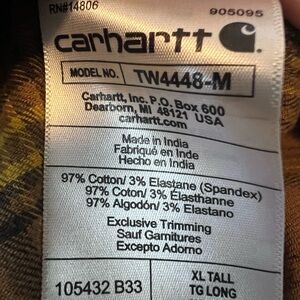 RN#14806 905095
carhartt
MODEL NO. TW4448-M
Carhartt, Inc. P.O. Box 600
Dearborn, MI 48121 USA
carhartt.com
Made in India
Fabriqué en Inde
Hecho en India
97% Cotton/ 3% Elastane (Spandex)
97% Coton/ 3% Élasthanne
97% Algodón/ 3% Elastano
Exclusive Trimming
Sauf Garnitures
Excepto Adorno
105432 B33
XL TALL
TG LONG